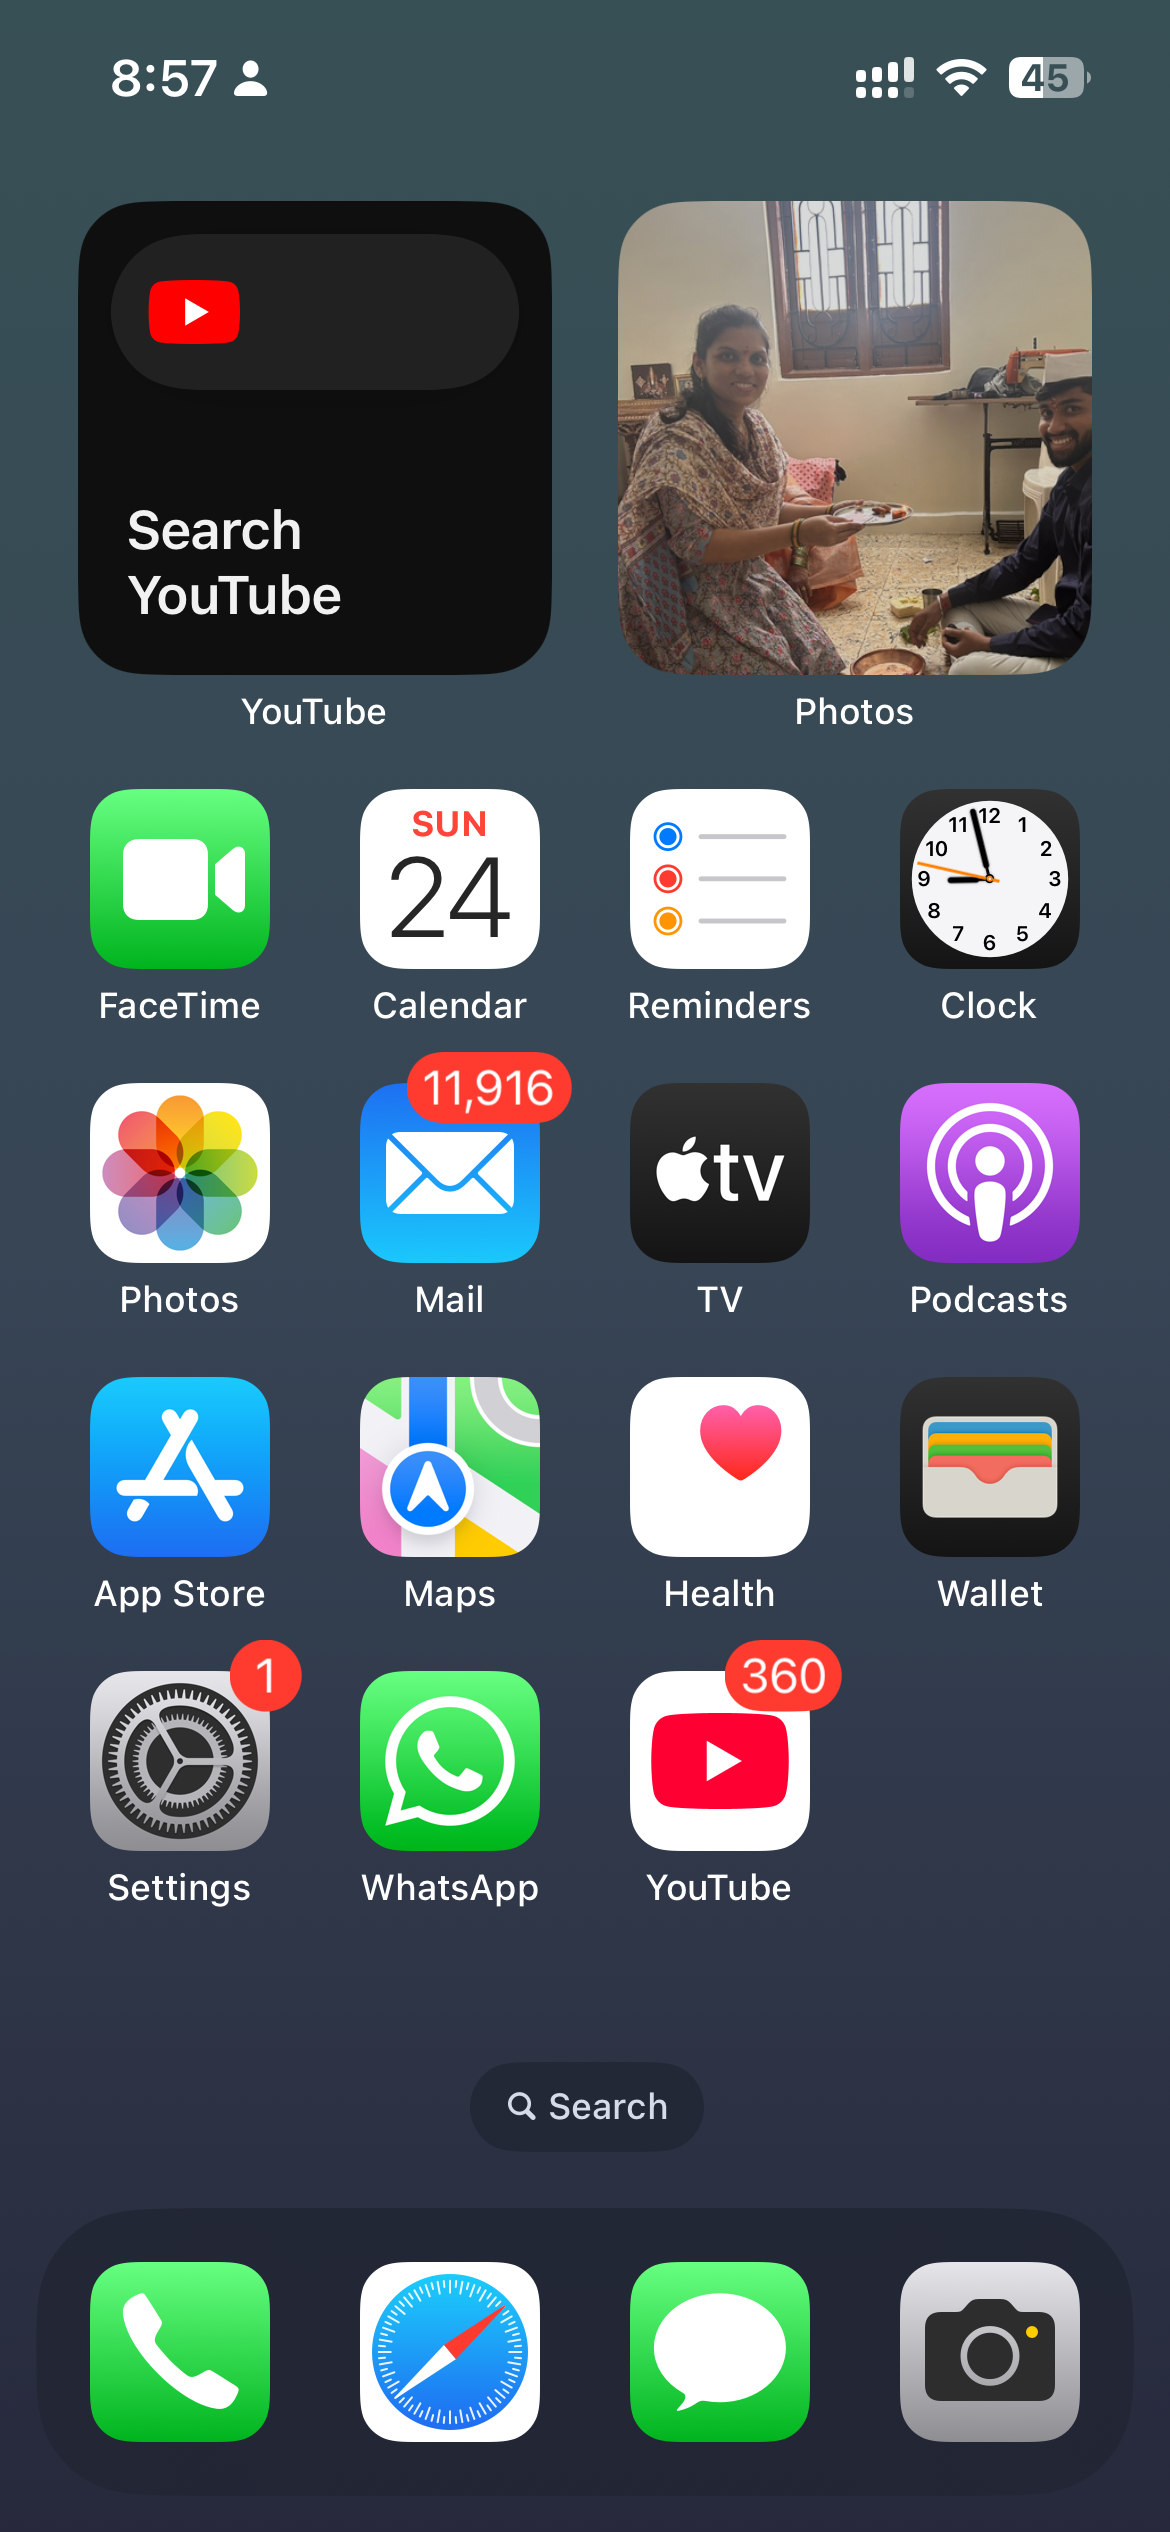 8:57
45
Search
YouTube
YouTube
Photos
SUN
24
12
11
1
10
2
9
3
8
4
7
5
6
FaceTime
Calendar
Reminders
Clock
11,916
tv
Photos
Mail
TV
Podcasts
App Store
Maps
Health
Wallet
1
360
Settings
WhatsApp
YouTube
Search